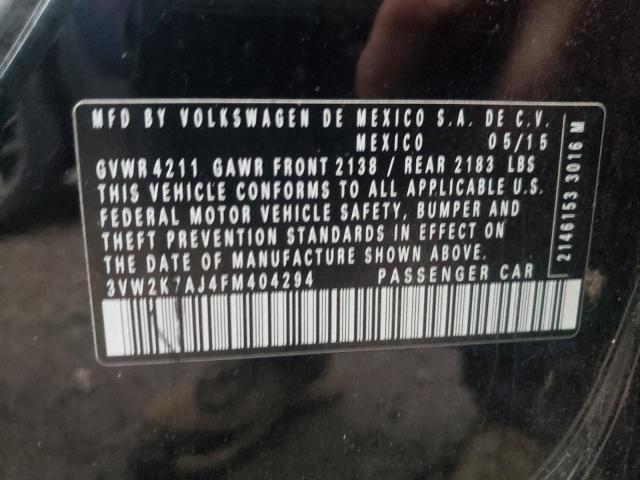 MFD BY VOLKSWAGEN DE MEXICO S.A. DE C.V.
MEXICO 05/15
GVWR 4211 GAWR FRONT 2138 / REAR 2183 LBS
THIS VEHICLE CONFORMS TO ALL APPLICABLE U.S.
FEDERAL MOTOR VEHICLE SAFETY, BUMPER AND
THEFT PREVENTION STANDARDS IN EFFECT ON
THE DATE OF MANUFACTURE SHOWN ABOVE.
3VW2K7AJ4FM404294 PASSENGER CAR
2146153 3016 M